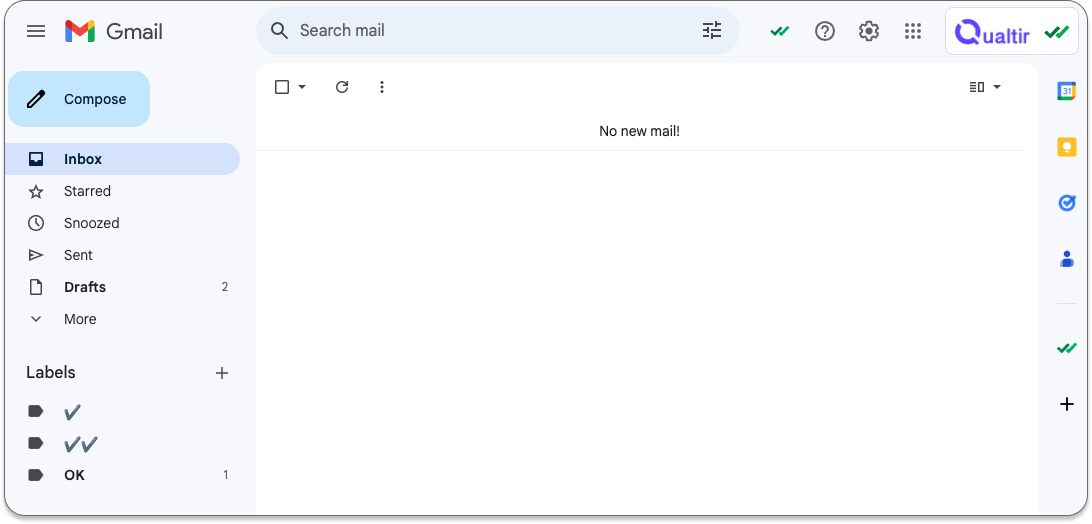 Gmail
Search mail
Qualtir
Compose
No new mail!
31
Inbox
Starred
Snoozed
Sent
Drafts 2
More
Labels
✔
✔✔
OK 1